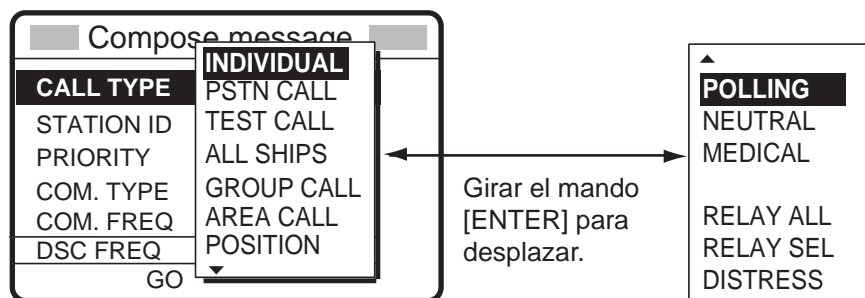 Compose message
CALL TYPE
STATION ID
PRIORITY
COM. TYPE
COM. FREQ
DSC FREQ
GO
INDIVIDUAL
PSTN CALL
TEST CALL
ALL SHIPS
GROUP CALL
AREA CALL
POSITION
Girar el mando
[ENTER] para
desplazar.
POLLING
NEUTRAL
MEDICAL
RELAY ALL
RELAY SEL
DISTRESS